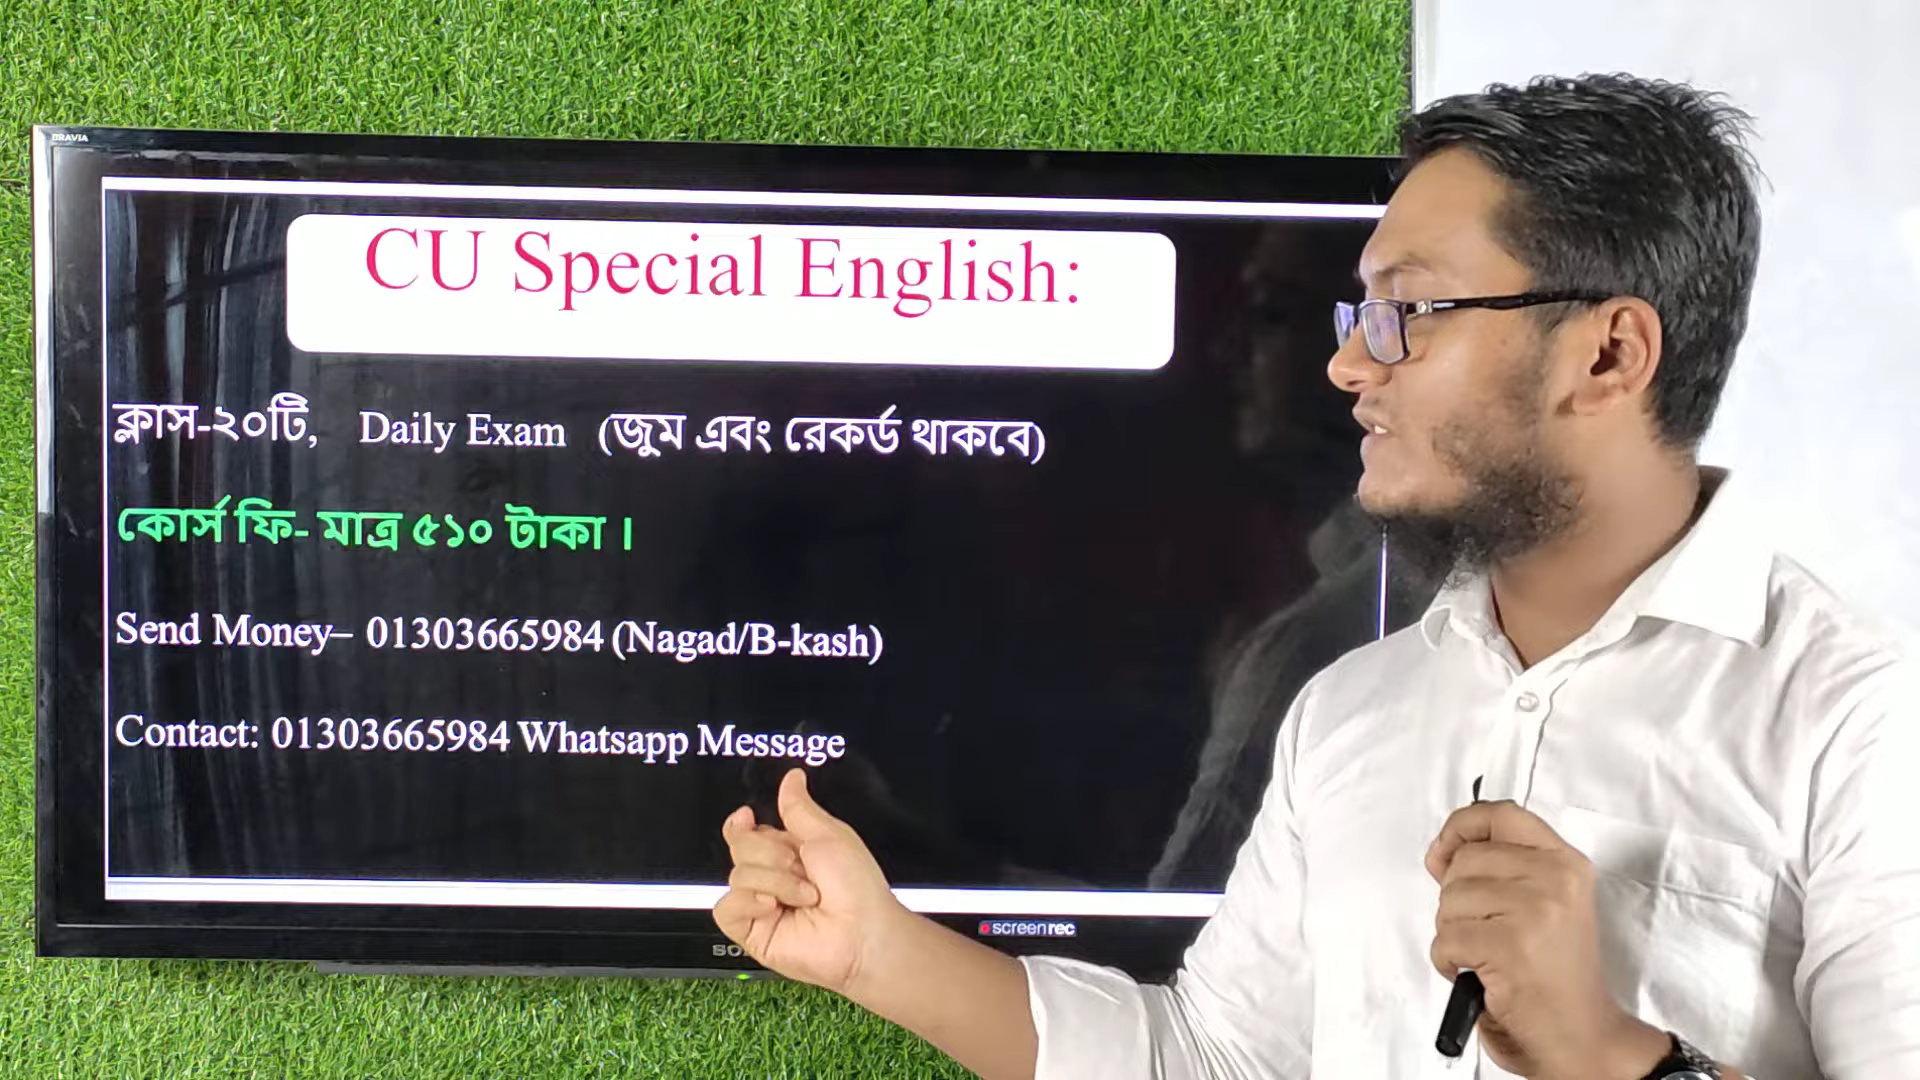 BRAVIA
CU Special English:
ক্লাস-২০টি, Daily Exam (জুম এবং রেকর্ড থাকবে)
কোর্স ফি- মাত্র ৫১০ টাকা।
Send Money– 01303665984 (Nagad/B-kash)
Contact: 01303665984 Whatsapp Message
screenrec